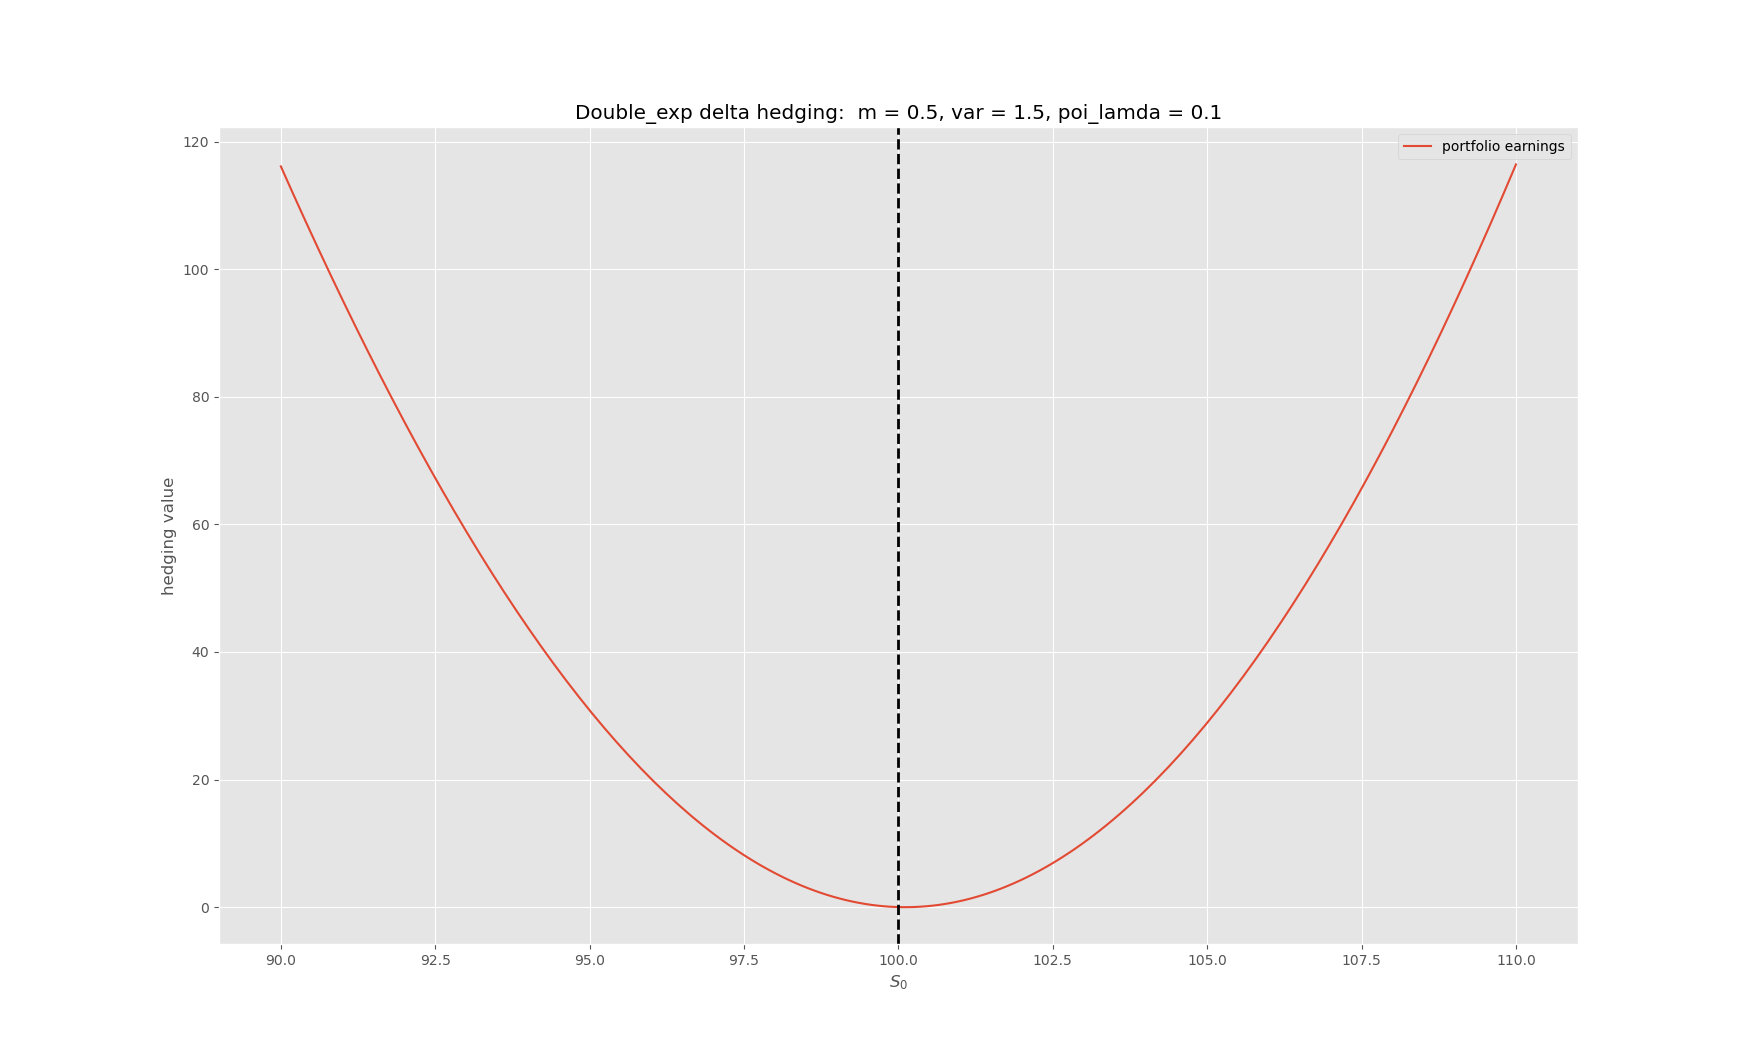 Double_exp delta hedging:  m = 0.5, var = 1.5, poi_lamda = 0.1
portfolio earnings
120
100
80
60
40
20
0
hedging value
90.0 92.5 95.0 97.5 100.0 102.5 105.0 107.5 110.0
S₀